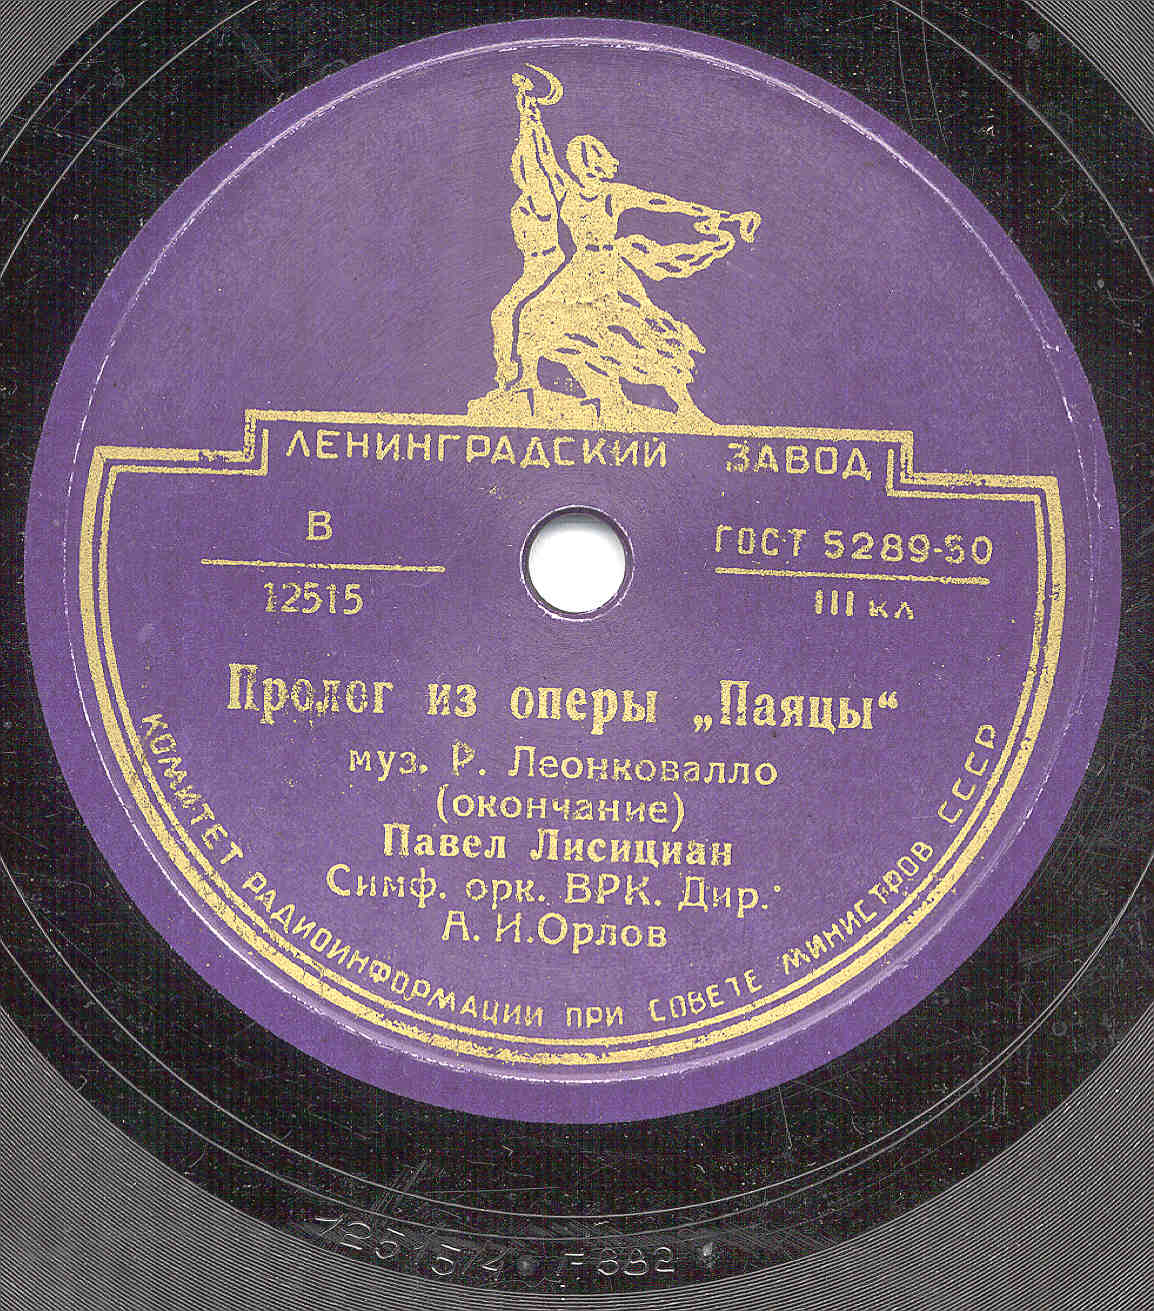 ЛЕНИНГРАДСКИЙ ЗАВОД
В
12515
ГОСТ 5289-50
III кл
Пролог из оперы „Паяцы“
муз. Р. Леонковалло
(окончание)
Павел Лисициан
Симф. орк. ВРК. Дир.:
А. И. Орлов
КОМИТЕТ РАДИОИНФОРМАЦИИ ПРИ СОВЕТЕ МИНИСТРОВ СССР